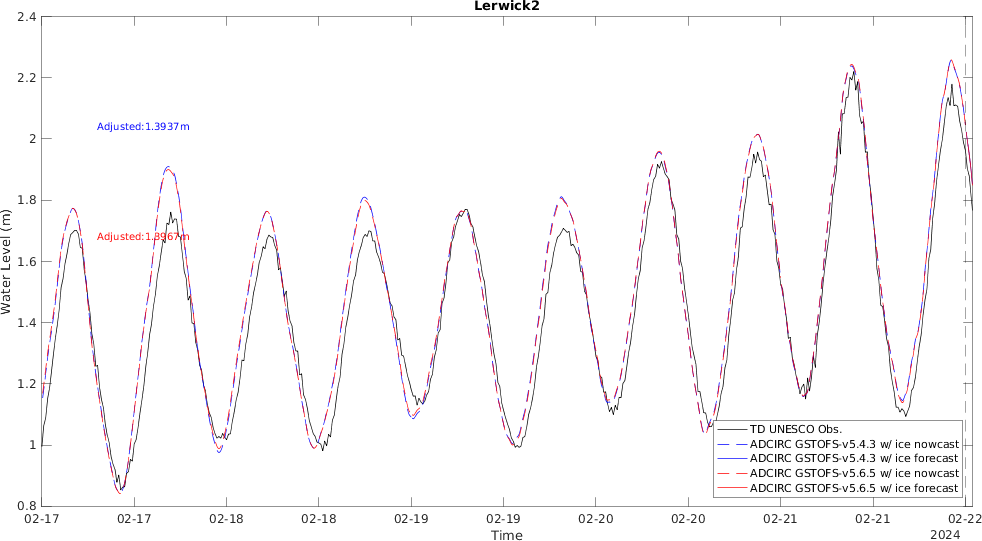 Lerwick2
2.4
2.2
2
1.8
1.6
1.4
1.2
1
0.8
Water Level (m)
Adjusted:1.3937m
Adjusted:1.3967m
TD UNESCO Obs.
ADCIRC GSTOFS-v5.4.3 w/ ice nowcast
ADCIRC GSTOFS-v5.4.3 w/ ice forecast
ADCIRC GSTOFS-v5.6.5 w/ ice nowcast
ADCIRC GSTOFS-v5.6.5 w/ ice forecast
02-17 02-17 02-18 02-18 02-19 02-19 02-20 02-20 02-21 02-21 02-22
Time
2024